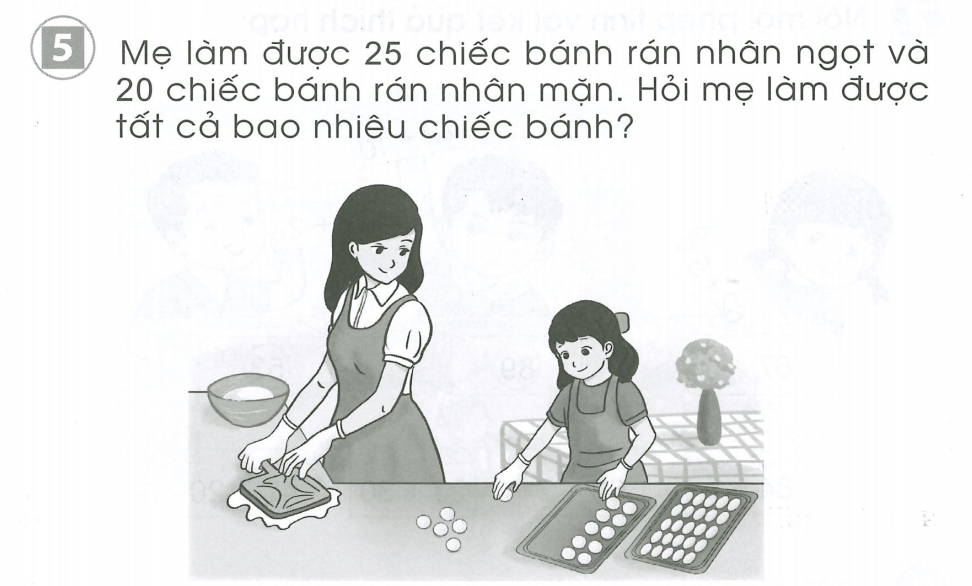 5 Mẹ làm được 25 chiếc bánh rán nhân ngọt và
20 chiếc bánh rán nhân mặn. Hỏi mẹ làm được
tất cả bao nhiêu chiếc bánh?